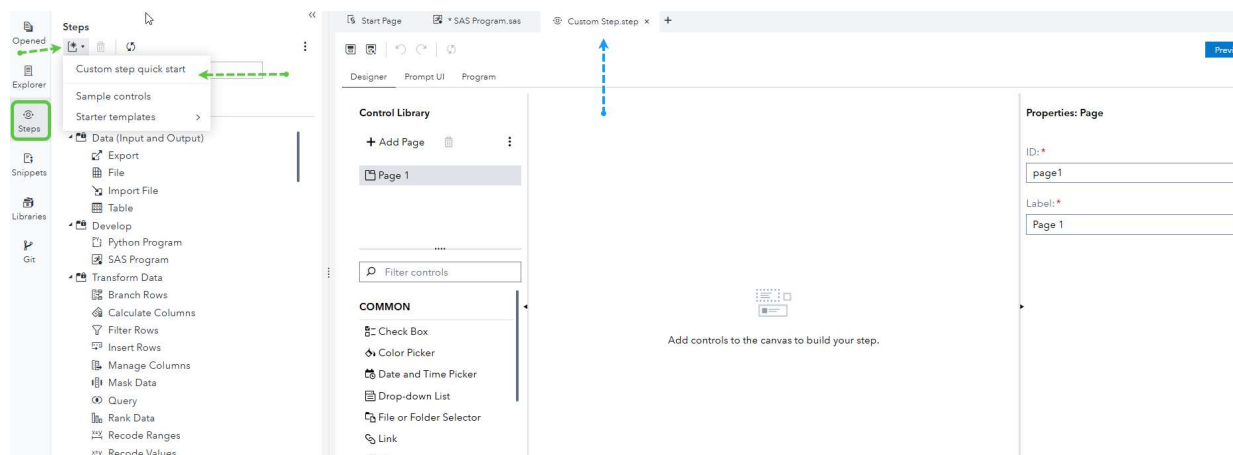 Opened
Explorer
Steps
Snippets
Libraries
Git
Steps
Custom step quick start
Sample controls
Starter templates
Data (Input and Output)
Export
File
Import File
Table
Develop
Python Program
SAS Program
Transform Data
Branch Rows
Calculate Columns
Filter Rows
Insert Rows
Manage Columns
Mask Data
Query
Rank Data
Recode Ranges
Recode Values
Start Page
* SAS Program.sas
Custom Step.step
Designer
Prompt UI
Program
Control Library
Add Page
Page 1
Filter controls
COMMON
Check Box
Color Picker
Date and Time Picker
Drop-down List
File or Folder Selector
Link
Add controls to the canvas to build your step.
Properties: Page
ID:*
page1
Label:*
Page 1